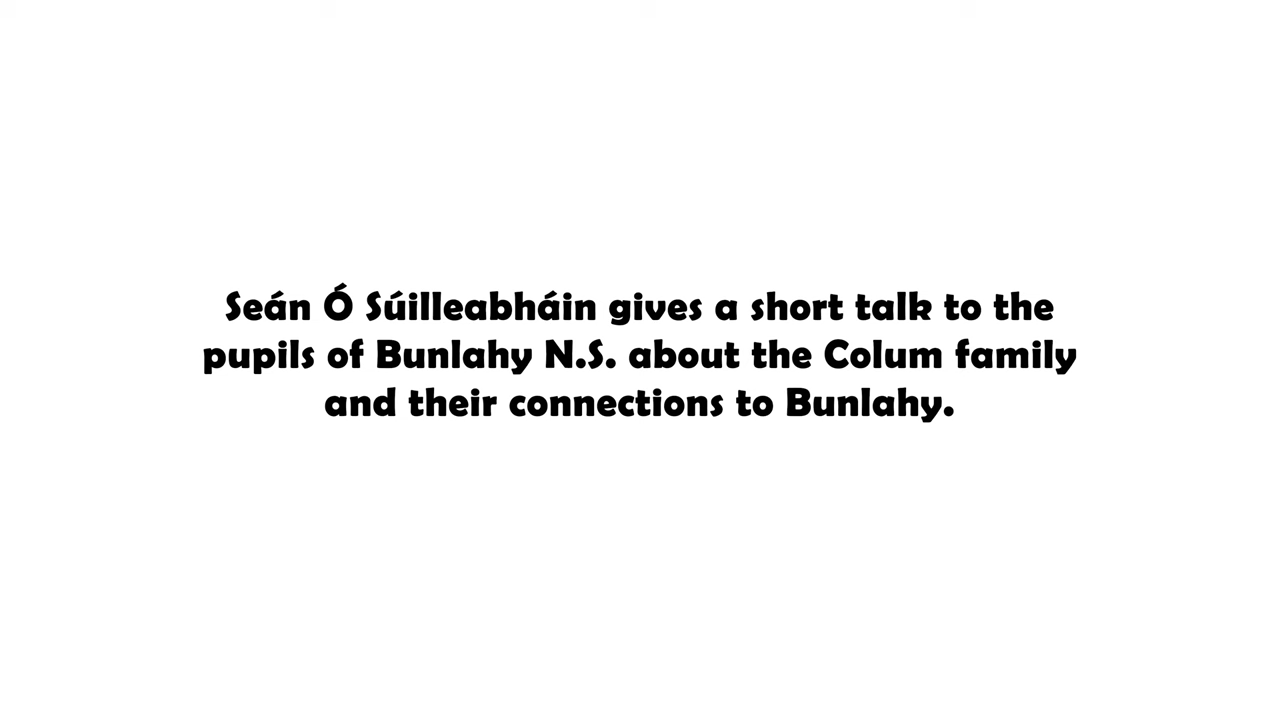 Seán Ó Súilleabháin gives a short talk to the
pupils of Bunlahy N.S. about the Colum family
and their connections to Bunlahy.